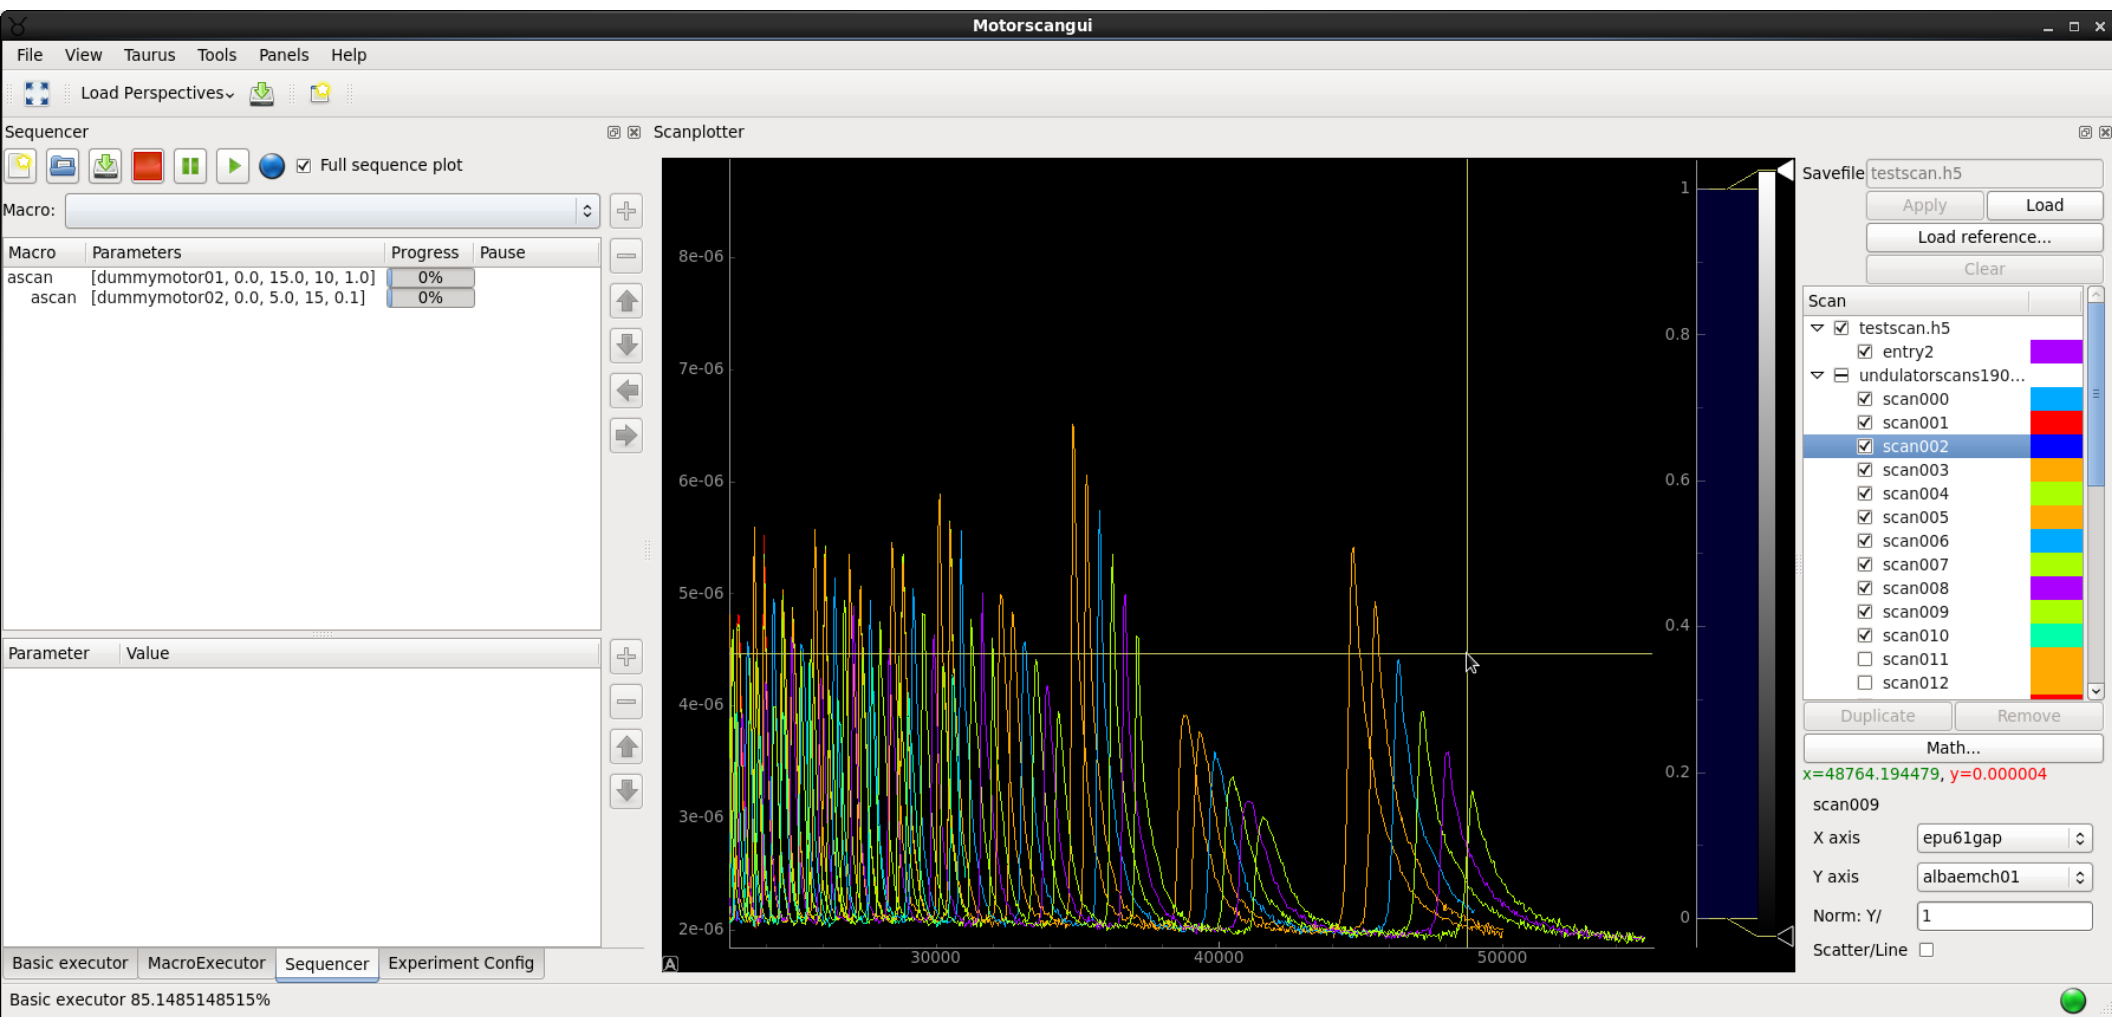 Motorscangui
File View Taurus Tools Panels Help
Load Perspectives
Sequencer
Full sequence plot
Macro:
Macro Parameters Progress Pause
ascan [dummymotor01, 0.0, 15.0, 10, 1.0] 0%
ascan [dummymotor02, 0.0, 5.0, 15, 0.1] 0%
Parameter Value
Basic executor MacroExecutor Sequencer Experiment Config
Basic executor 85.1485148515%
Scanplotter
8e-06
7e-06
6e-06
5e-06
4e-06
3e-06
2e-06
30000 40000 50000
A
1
0.8
0.6
0.4
0.2
0
Savefile testscan.h5
Apply Load
Load reference...
Clear
Scan
testscan.h5
entry2
undulatorscans190...
scan000
scan001
scan002
scan003
scan004
scan005
scan006
scan007
scan008
scan009
scan010
scan011
scan012
Duplicate Remove
Math...
x=48764.194479, y=0.000004
scan009
X axis epu61gap
Y axis albaemch01
Norm: Y/ 1
Scatter/Line